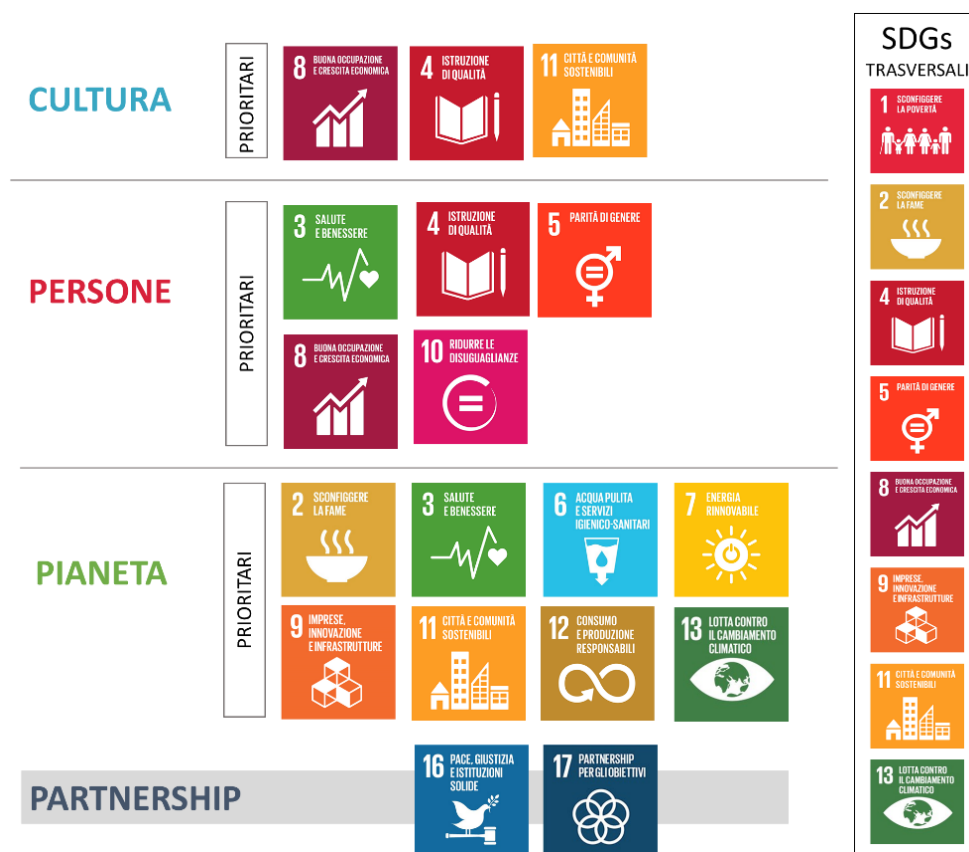 CULTURA
PRIORITARI
8 BUONA OCCUPAZIONE
E CRESCITA ECONOMICA
4 ISTRUZIONE
DI QUALITÀ
11 CITTÀ E COMUNITÀ
SOSTENIBILI
PERSONE
PRIORITARI
3 SALUTE
E BENESSERE
4 ISTRUZIONE
DI QUALITÀ
5 PARITÀ DI GENERE
8 BUONA OCCUPAZIONE
E CRESCITA ECONOMICA
10 RIDURRE LE
DISUGUAGLIANZE
PIANETA
PRIORITARI
2 SCONFIGGERE
LA FAME
3 SALUTE
E BENESSERE
6 ACQUA PULITA
E SERVIZI
IGIENICO-SANITARI
7 ENERGIA
RINNOVABILE
9 IMPRESE,
INNOVAZIONE
E INFRASTRUTTURE
11 CITTÀ E COMUNITÀ
SOSTENIBILI
12 CONSUMO
E PRODUZIONE
RESPONSABILI
13 LOTTA CONTRO
IL CAMBIAMENTO
CLIMATICO
PARTNERSHIP
16 PACE, GIUSTIZIA
E ISTITUZIONI
SOLIDE
17 PARTNERSHIP
PER GLI OBIETTIVI
SDGs
TRASVERSALI
1 SCONFIGGERE
LA POVERTÀ
2 SCONFIGGERE
LA FAME
4 ISTRUZIONE
DI QUALITÀ
5 PARITÀ DI GENERE
8 BUONA OCCUPAZIONE
E CRESCITA ECONOMICA
9 IMPRESE,
INNOVAZIONE
E INFRASTRUTTURE
11 CITTÀ E COMUNITÀ
SOSTENIBILI
13 LOTTA CONTRO
IL CAMBIAMENTO
CLIMATICO